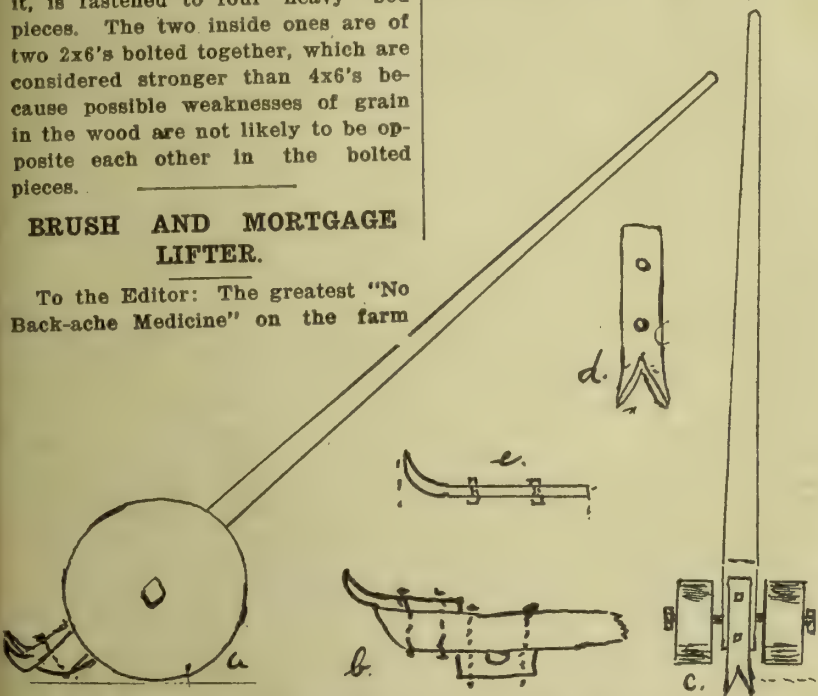 it, is fastened to four heavy bed
pieces. The two inside ones are of
two 2x6's bolted together, which are
considered stronger than 4x6's be-
cause possible weaknesses of grain
in the wood are not likely to be op-
posite each other in the bolted
pieces.
BRUSH AND MORTGAGE
LIFTER.
To the Editor: The greatest "No
Back-ache Medicine" on the farm
d.
e.
a
b.
c.